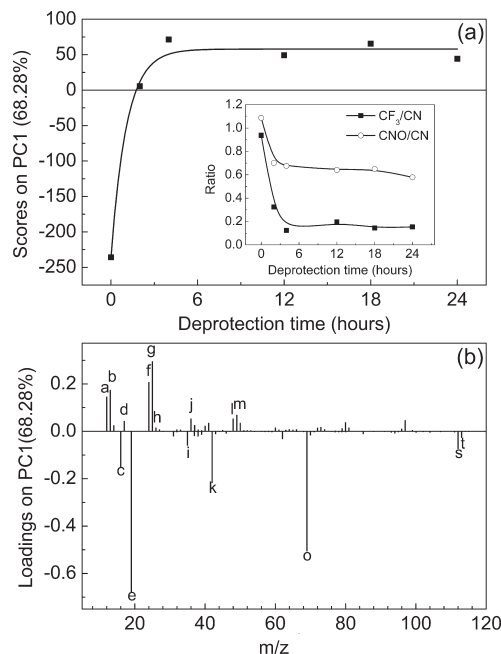 (a)
Scores on PC1 (68.28%)
100
50
0
-50
-100
-150
-200
-250
0
6
12
18
24
Deprotection time (hours)
1.2
1.0
0.8
0.6
0.4
0.2
0.0
Ratio
CF3/CN
CNO/CN
0
6
12
18
24
Deprotection time (hours)
(b)
Loadings on PC1(68.28%)
0.2
0.0
-0.2
-0.4
-0.6
a
b
c
d
e
f
g
h
i
j
k
l
m
o
s
t
20
40
60
80
100
120
m/z